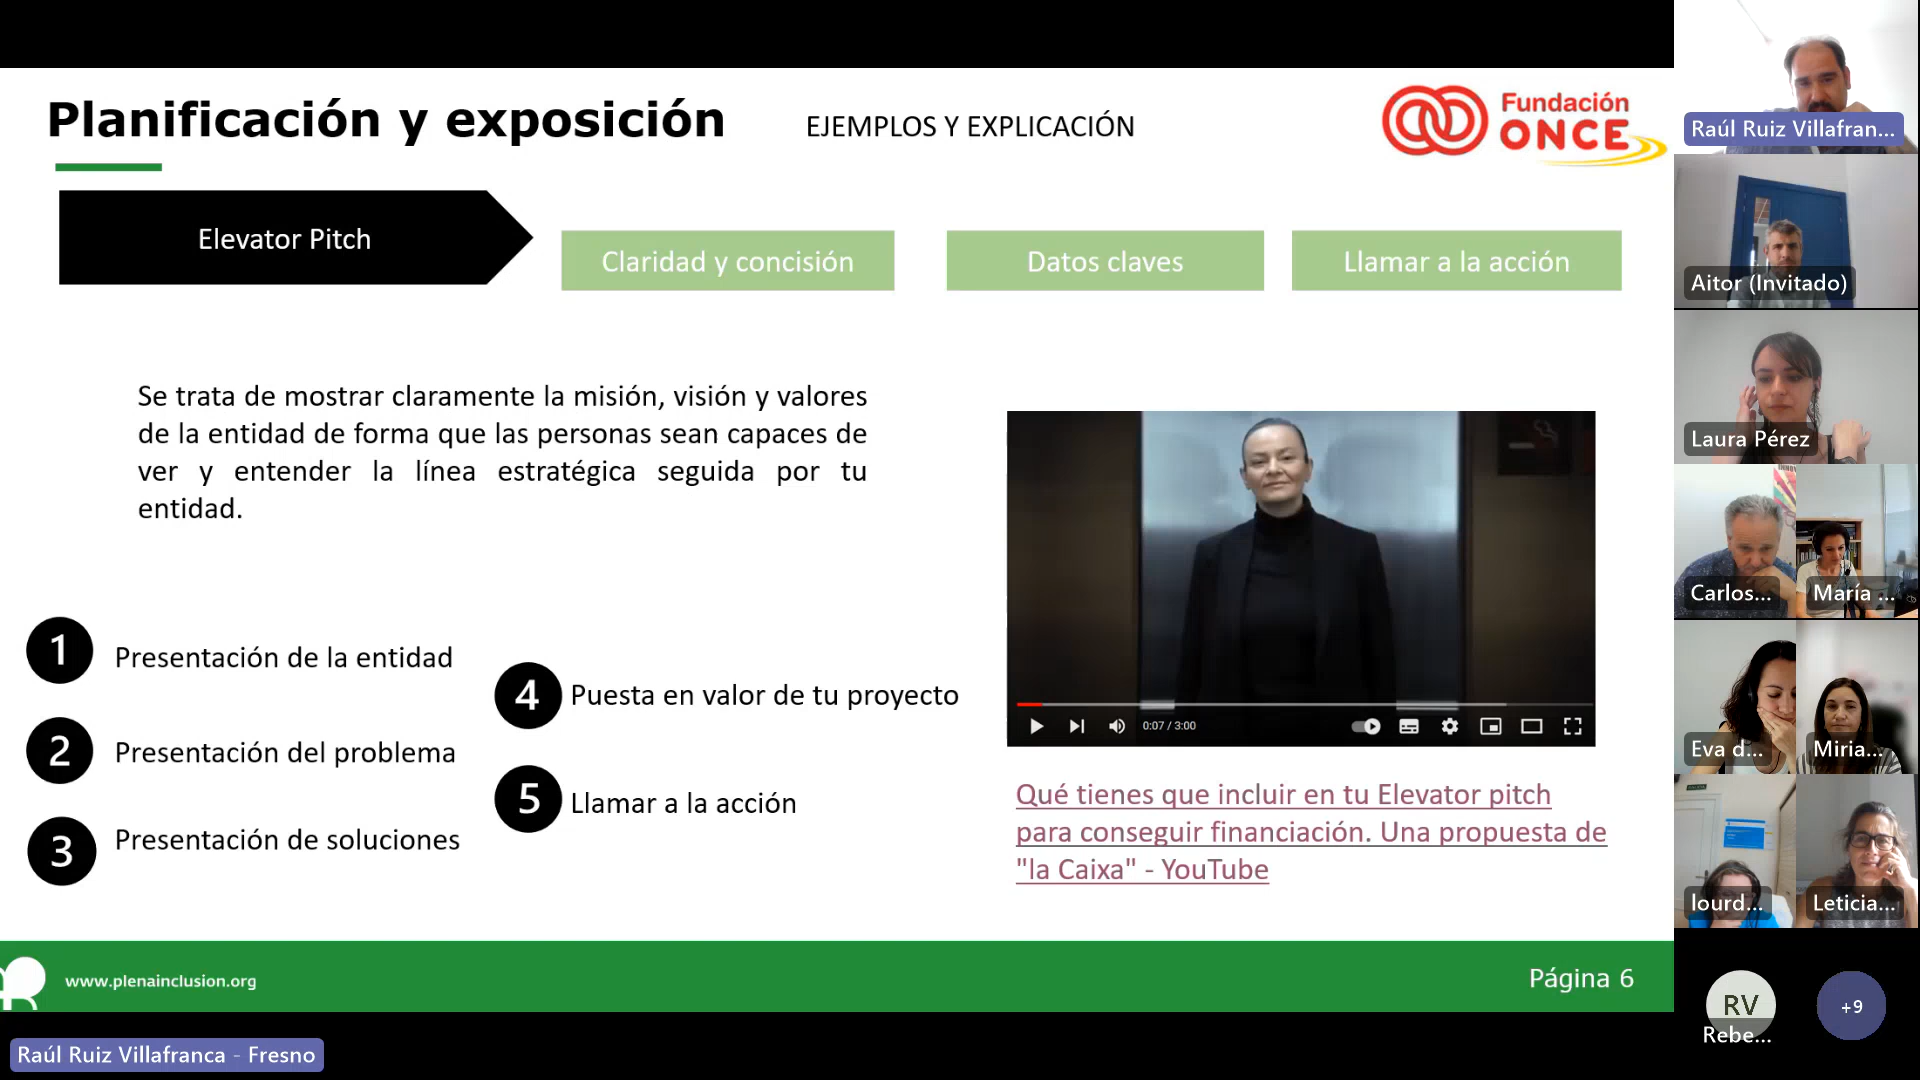 Planificación y exposición
EJEMPLOS Y EXPLICACIÓN
Fundación
ONCE
Elevator Pitch
Claridad y concisión
Datos claves
Llamar a la acción
Se trata de mostrar claramente la misión, visión y valores
de la entidad de forma que las personas sean capaces de
ver y entender la línea estratégica seguida por tu
entidad.
1 Presentación de la entidad
2 Presentación del problema
3 Presentación de soluciones
4 Puesta en valor de tu proyecto
5 Llamar a la acción
0:07 / 3:00
Qué tienes que incluir en tu Elevator pitch
para conseguir financiación. Una propuesta de
"la Caixa" - YouTube
www.plenainclusion.org
Página 6
Raúl Ruiz Villafranca - Fresno
Raúl Ruiz Villafran...
Aitor (Invitado)
Laura Pérez
Carlos...
María ...
Eva d...
Miria...
lourd...
Leticia...
RV
Rebe...
+9